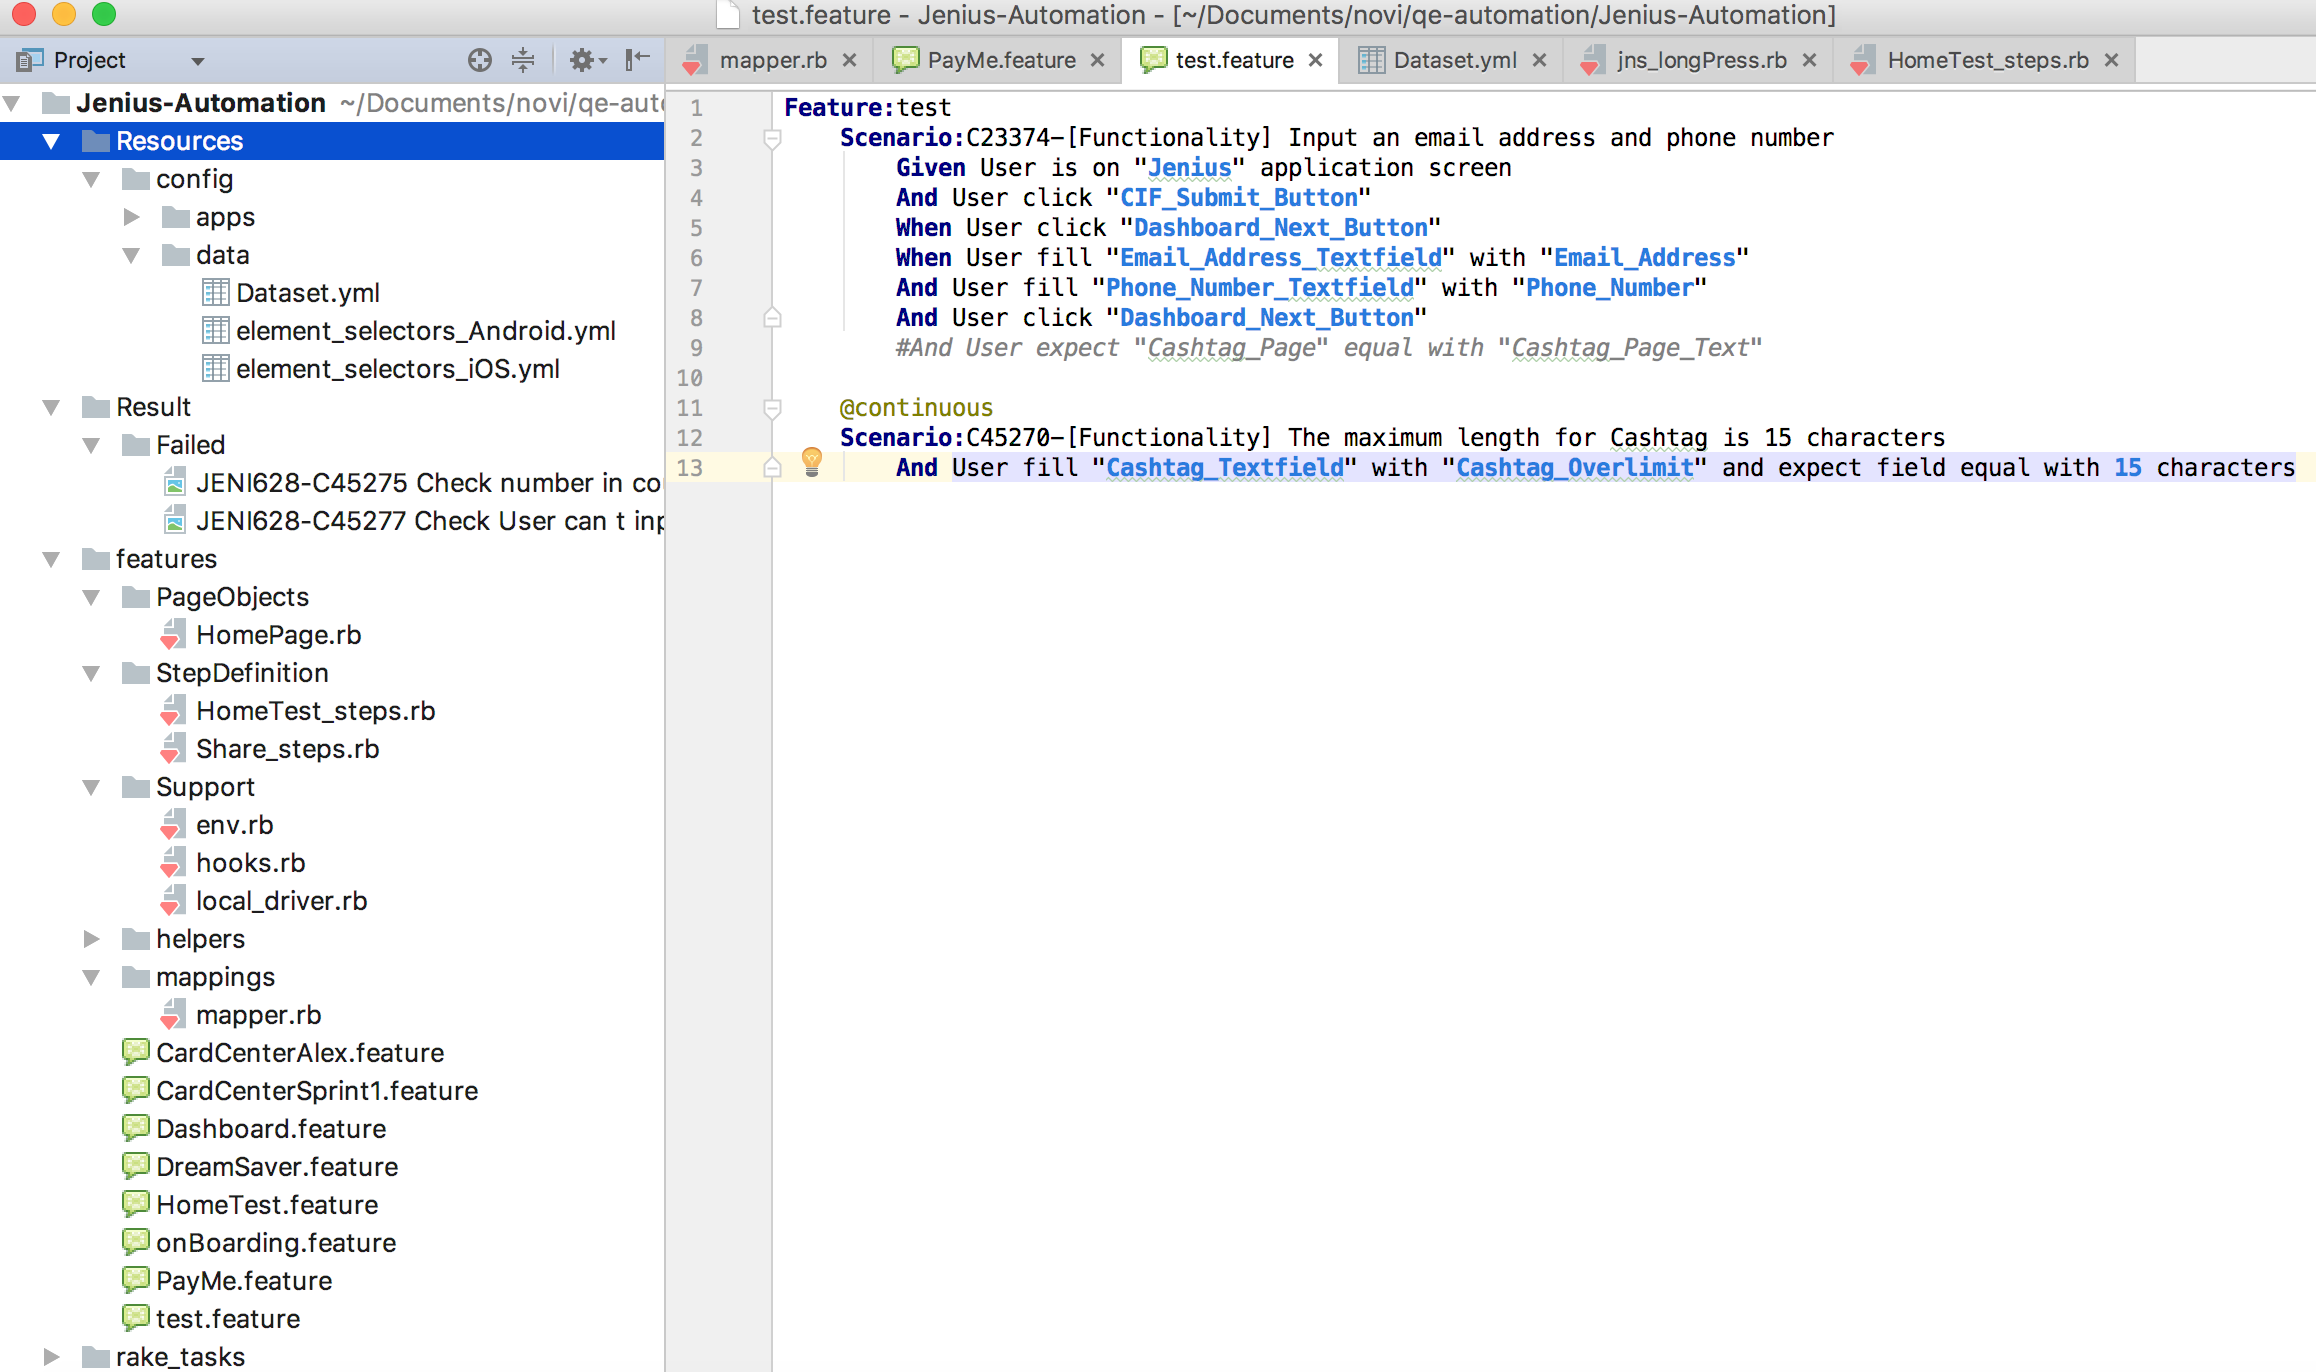 test.feature - Jenius-Automation - [~/Documents/novi/qe-automation/Jenius-Automation]
Project
mapper.rb PayMe.feature test.feature Dataset.yml jns_longPress.rb HomeTest_steps.rb
Jenius-Automation ~/Documents/novi/qe-auto
Resources
config
apps
data
Dataset.yml
element_selectors_Android.yml
element_selectors_iOS.yml
Result
Failed
JENI628-C45275 Check number in co
JENI628-C45277 Check User can t inp
features
PageObjects
HomePage.rb
StepDefinition
HomeTest_steps.rb
Share_steps.rb
Support
env.rb
hooks.rb
local_driver.rb
helpers
mappings
mapper.rb
CardCenterAlex.feature
CardCenterSprint1.feature
Dashboard.feature
DreamSaver.feature
HomeTest.feature
onBoarding.feature
PayMe.feature
test.feature
rake_tasks
1 Feature:test
2 Scenario:C23374-[Functionality] Input an email address and phone number
3 Given User is on "Jenius" application screen
4 And User click "CIF_Submit_Button"
5 When User click "Dashboard_Next_Button"
6 When User fill "Email_Address_Textfield" with "Email_Address"
7 And User fill "Phone_Number_Textfield" with "Phone_Number"
8 And User click "Dashboard_Next_Button"
9 #And User expect "Cashtag_Page" equal with "Cashtag_Page_Text"
10
11 @continuous
12 Scenario:C45270-[Functionality] The maximum length for Cashtag is 15 characters
13 And User fill "Cashtag_Textfield" with "Cashtag_Overlimit" and expect field equal with 15 characters